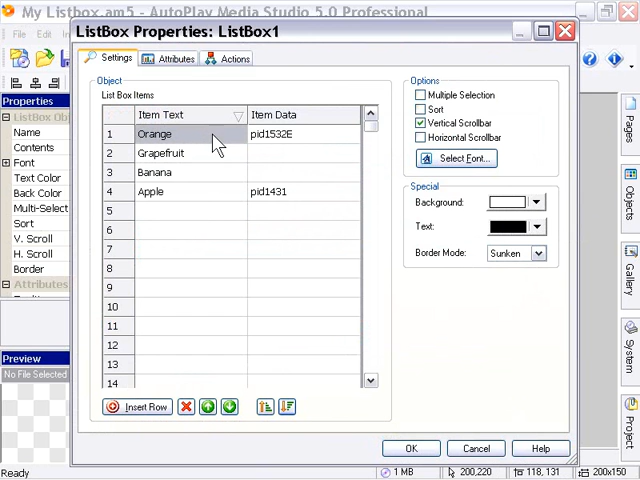 My Listbox.am5 - AutoPlay Media Studio 5.0 Professional
File
ListBox Properties: ListBox1
Settings
Attributes
Actions
Properties
ListBox Ob
Name
Contents
Font
Text Color
Back Color
Multi-Select
Sort
V. Scroll
H. Scroll
Border
Attributes
Preview
No File Selected
Object
List Box Items
Item Text Item Data
1 Orange pid1532E
2 Grapefruit
3 Banana
4 Apple pid1431
5
6
7
8
9
10
11
12
13
14
Insert Row
Options
Multiple Selection
Sort
Vertical Scrollbar
Horizontal Scrollbar
Select Font...
Special
Background:
Text:
Border Mode: Sunken
OK Cancel Help
Pages
Objects
Gallery
System
Project
Ready 1 MB 200,220 118, 131 200x150